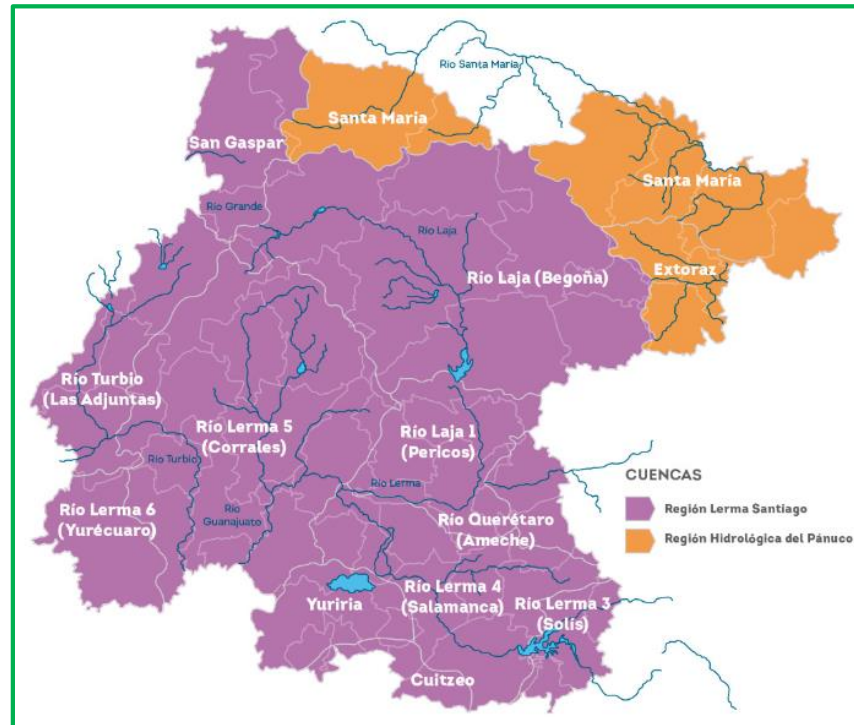 Río Santa María
Santa María
San Gaspar
Santa María
Río Grande
Río Laja
Extoraz
Río Laja (Begoña)
Río Turbio
(Las Adjuntas)
Río Lerma 5
(Corrales)
Río Laja 1
(Pericos)
Río Turbio
CUENCAS
Río Lerma
Río Lerma 6
(Yurécuaro)
Región Lerma Santiago
Río
Guanajuato
Río Querétaro
(Ameche)
Región Hidrológica del Pánuco
Río Lerma 4
(Salamanca)
Yuriria
Río Lerma 3
(Solís)
Cuitzeo